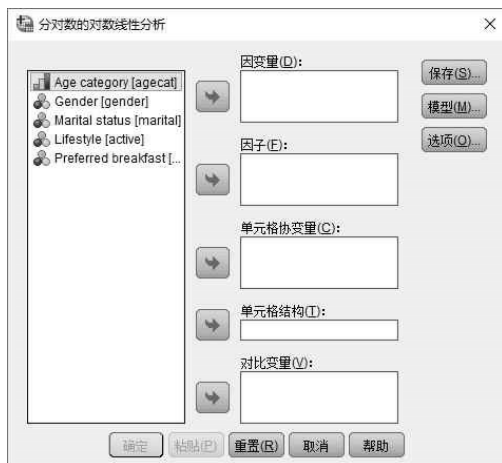 分对数的对数线性分析
Age category [agecat]
Gender [gender]
Marital status [marital]
Lifestyle [active]
Preferred breakfast [...
因变量(D):
因子(F):
单元格协变量(C):
单元格结构(T):
对比变量(V):
保存(S)...
模型(M)...
选项(O)...
确定
粘贴(P)
重置(R)
取消
帮助